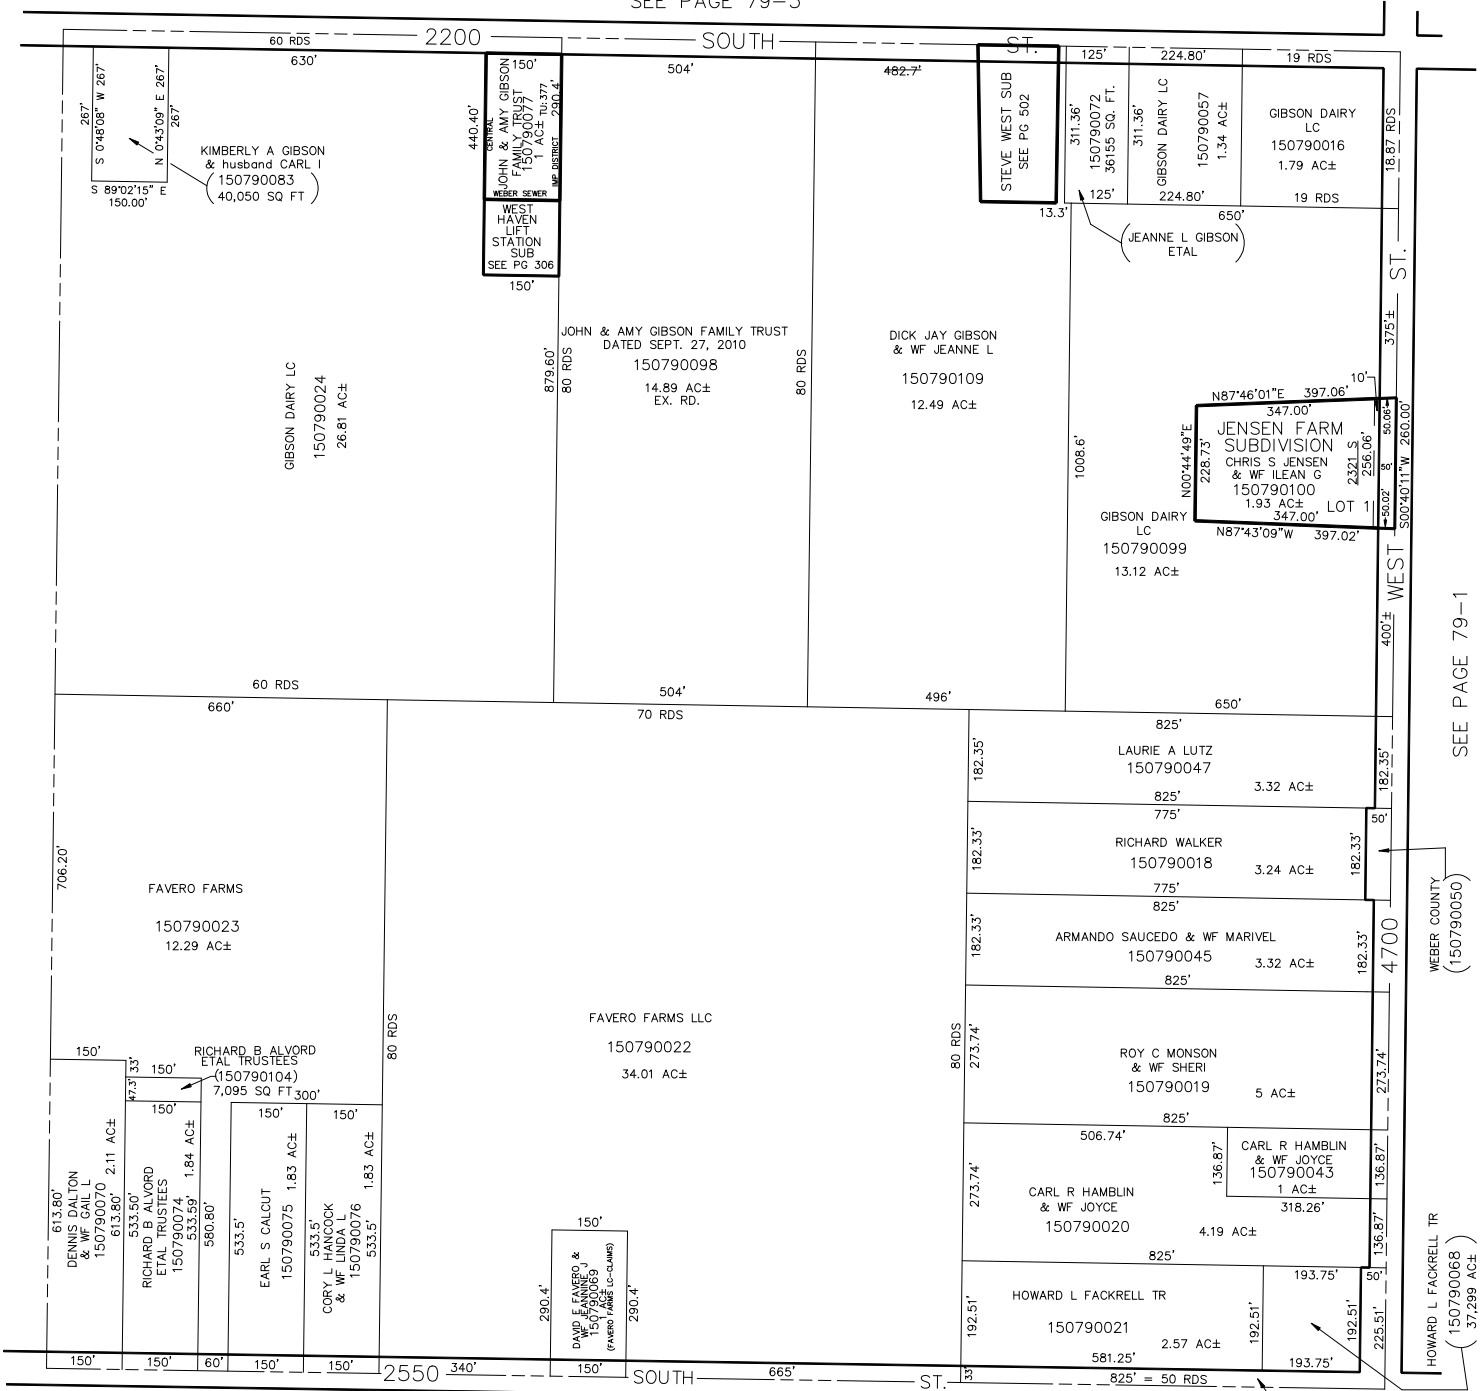 SEE PAGE 79-3
2200 SOUTH ST.
60 RDS
630'
150'
504'
482.7'
125'
224.80'
19 RDS
267'
S 0°48'08" W 267'
N 0°43'09" E 267'
267'
S 89°02'15" E
150.00'
KIMBERLY A GIBSON
& husband CARL I
150790083
40,050 SQ FT
440.40'
CENTRAL
JOHN & AMY GIBSON
FAMILY TRUST
150790077
1 AC± TU:377
290.4'
IMP DISTRICT
WEBER SEWER
WEST
HAVEN
LIFT
STATION
SUB
SEE PG 306
150'
STEVE WEST SUB
SEE PG 502
13.3'
311.36'
150790072
36155 SQ. FT.
125'
311.36'
GIBSON DAIRY LC
150790057
1.34 AC±
224.80'
GIBSON DAIRY
LC
150790016
1.79 AC±
19 RDS
18.87 RDS
650'
JEANNE L GIBSON
ETAL
GIBSON DAIRY LC
150790024
26.81 AC±
879.60'
80 RDS
JOHN & AMY GIBSON FAMILY TRUST
DATED SEPT. 27, 2010
150790098
14.89 AC±
EX. RD.
80 RDS
DICK JAY GIBSON
& WF JEANNE L
150790109
12.49 AC±
1008.6'
GIBSON DAIRY
LC
150790099
13.12 AC±
375'±
10'
N87°46'01"E 397.06'
347.00'
JENSEN FARM
SUBDIVISION
CHRIS S JENSEN
& WF ILEAN G
150790100
1.93 AC±
LOT 1
347.00'
N87°43'09"W 397.02'
N00°44'49"E
228.73'
2321 S
256.06'
50.06'
50'
50.02'
S00°40'11"W 260.00'
400'±
4700 WEST ST.
SEE PAGE 79-1
60 RDS
660'
504'
70 RDS
496'
650'
825'
182.35'
LAURIE A LUTZ
150790047
3.32 AC±
182.35'
825'
775'
50'
182.33'
RICHARD WALKER
150790018
3.24 AC±
182.33'
775'
825'
WEBER COUNTY
(150790050)
182.33'
ARMANDO SAUCEDO & WF MARIVEL
150790045
3.32 AC±
182.33'
825'
706.20'
FAVERO FARMS
150790023
12.29 AC±
80 RDS
FAVERO FARMS LLC
150790022
34.01 AC±
80 RDS
273.74'
ROY C MONSON
& WF SHERI
150790019
5 AC±
273.74'
825'
506.74'
136.87'
CARL R HAMBLIN
& WF JOYCE
150790043
1 AC±
318.26'
136.87'
273.74'
CARL R HAMBLIN
& WF JOYCE
150790020
4.19 AC±
136.87'
825'
193.75'
50'
192.51'
HOWARD L FACKRELL TR
150790021
2.57 AC±
192.51'
192.51'
225.51'
581.25'
193.75'
HOWARD L FACKRELL TR
(150790068)
37,299 AC±
150'
33'
150'
47.3'
RICHARD B ALVORD
ETAL TRUSTEES
(150790104)
7,095 SQ FT
300'
150'
150'
150'
613.80'
DENNIS DALTON
& WF GAIL L
150790070 2.11 AC±
613.80'
533.50'
RICHARD B ALVORD
ETAL TRUSTEES
150790074
533.59' 1.84 AC±
580.80'
533.5'
EARL S CALCUT
150790075 1.83 AC±
533.5'
CORY L HANCOCK
& WF LINDA L
150790076
533.5' 1.83 AC±
150'
290.4'
DAVID E FAVERO &
WF JEANNINE J
150790069
1 AC±
(FAVERO FARMS LC-CLAIMS)
290.4'
150'
150'
60'
150'
150'
340'
150'
665'
33'
825' = 50 RDS
2550 SOUTH ST.